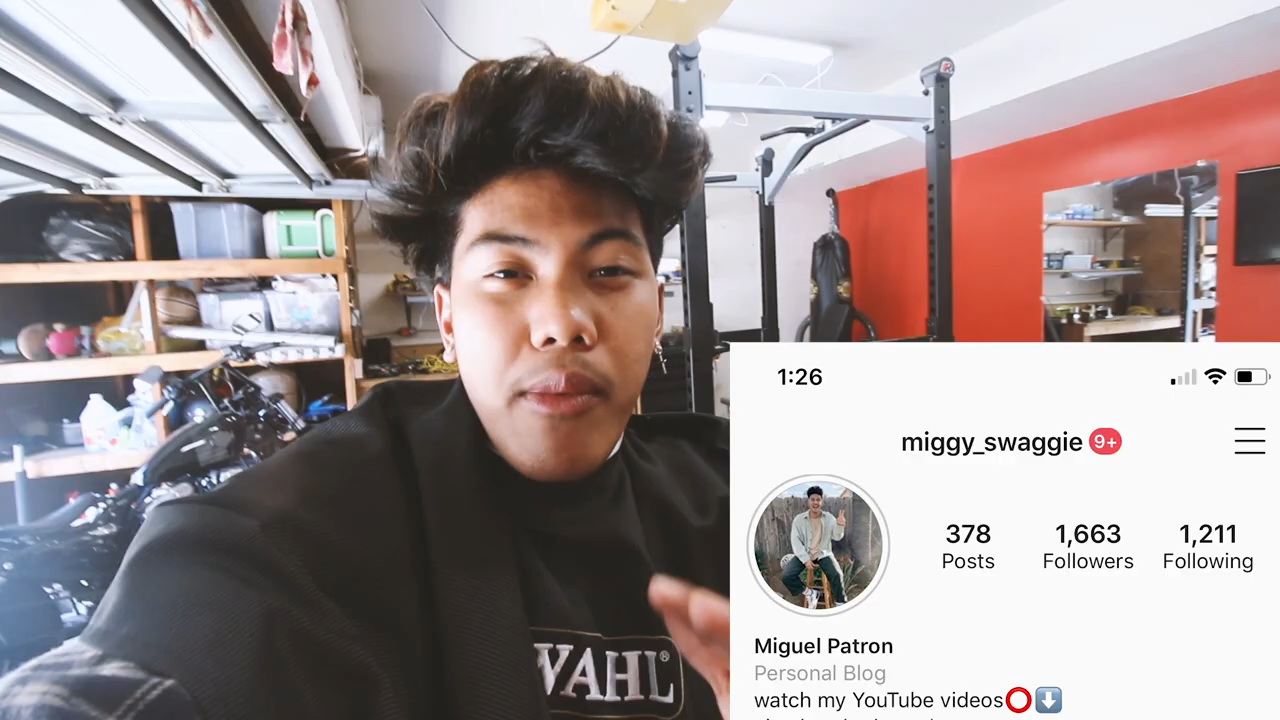 WAHL®
1:26
miggy_swaggie 9+
378 1,663 1,211
Posts Followers Following
Miguel Patron
Personal Blog
watch my YouTube videos⭕⬇️